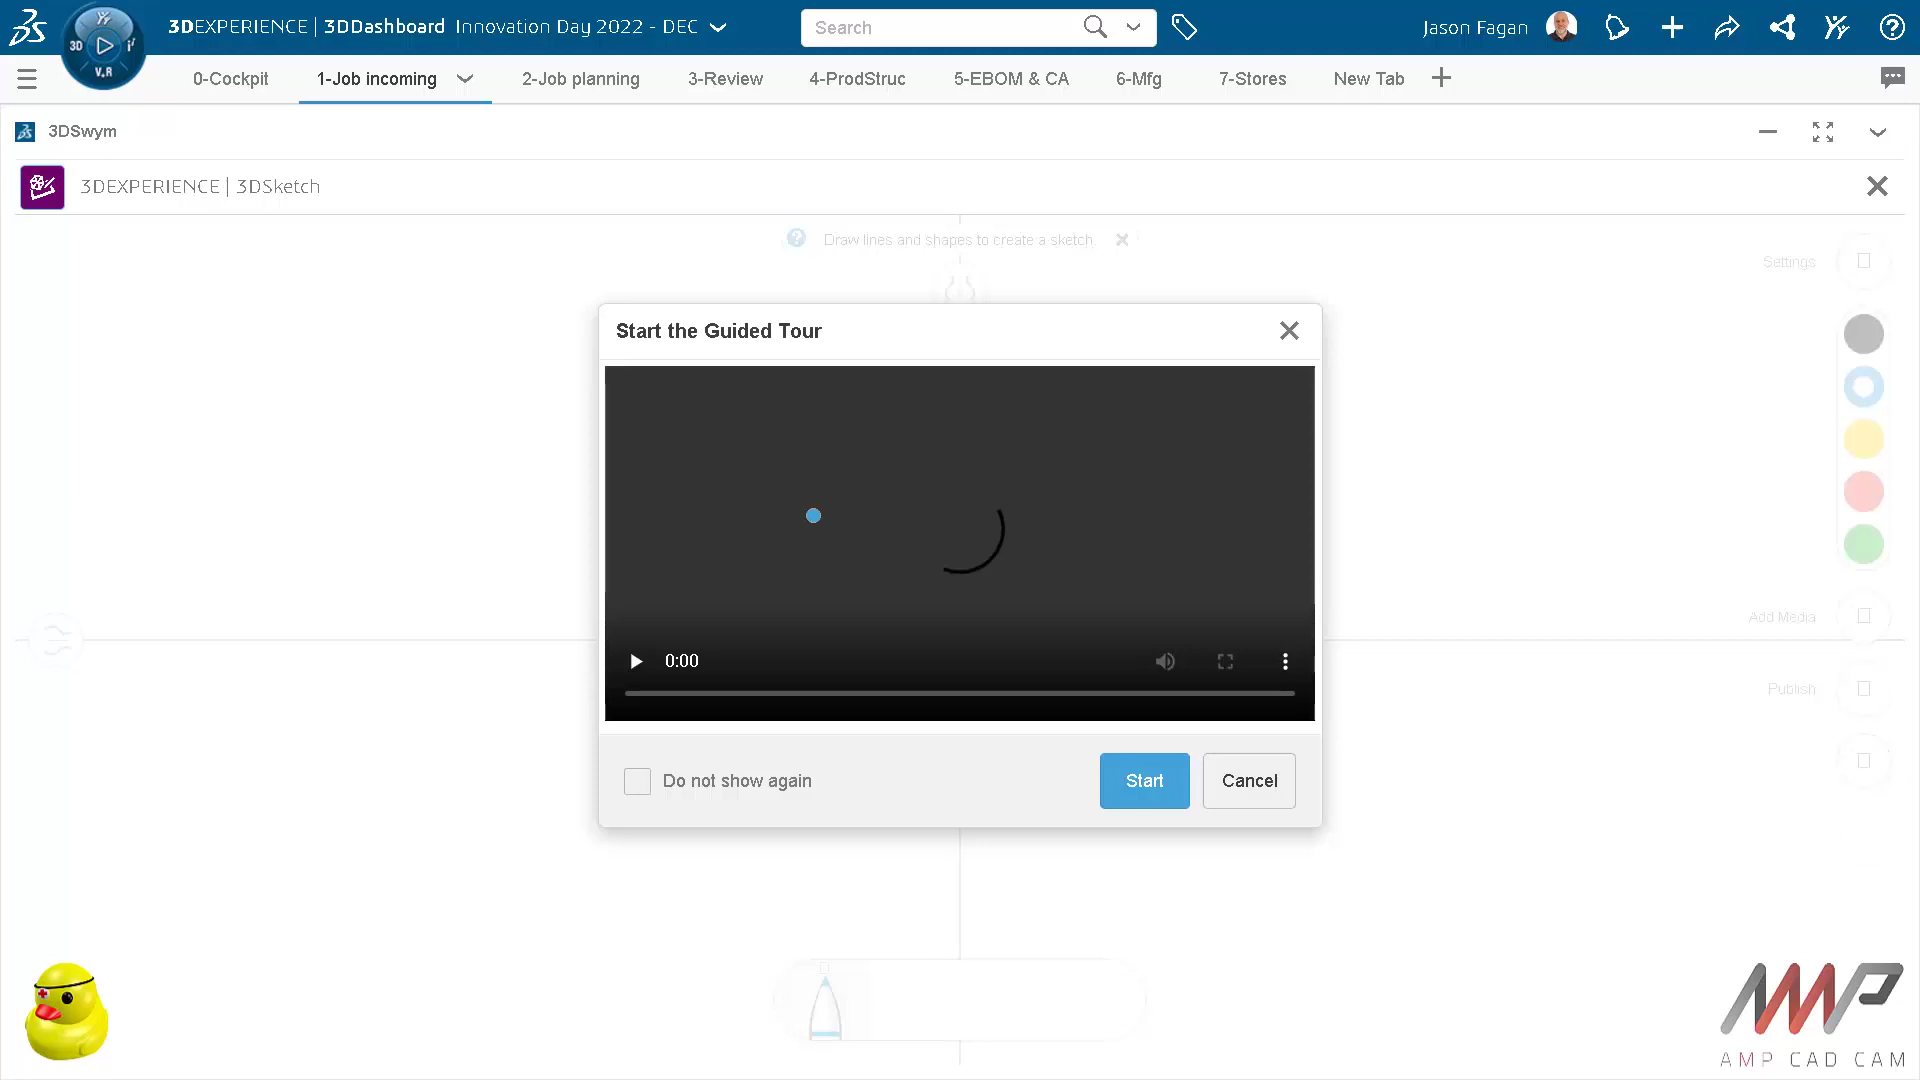 3DEXPERIENCE | 3DDashboard Innovation Day 2022 - DEC
Search
Jason Fagan
3D
V.R
0-Cockpit
1-Job incoming
2-Job planning
3-Review
4-ProdStruc
5-EBOM & CA
6-Mfg
7-Stores
New Tab
3DSwym
3DEXPERIENCE | 3DSketch
Draw lines and shapes to create a sketch.
Settings
Start the Guided Tour
0:00
Add Media
Publish
Do not show again
Start
Cancel
AMP
AMP CAD CAM